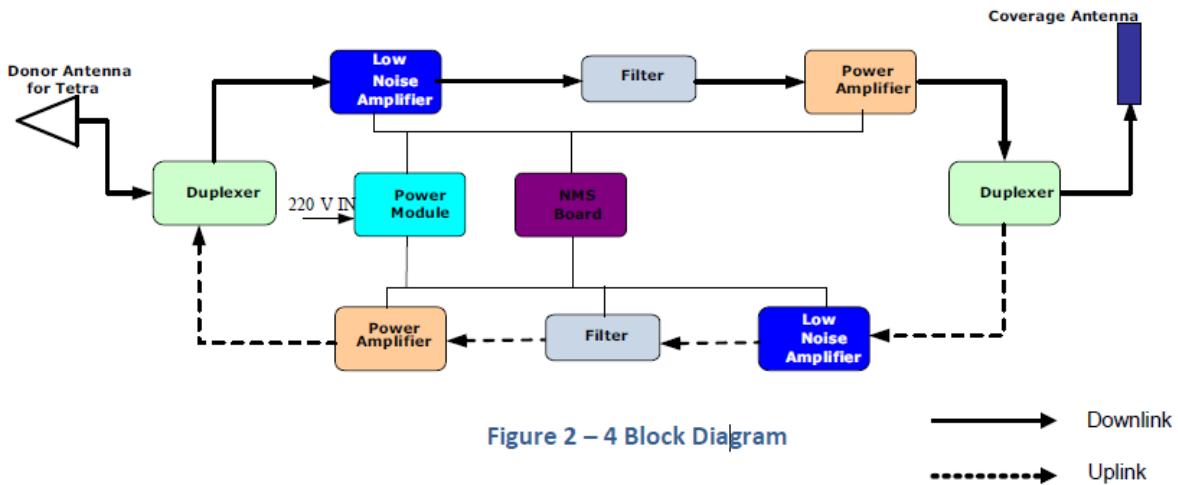 Coverage Antenna
Donor Antenna
for Tetra
Low
Noise
Amplifier
Filter
Power
Amplifier
Duplexer
220 V IN
Power
Module
NMS
Board
Duplexer
Power
Amplifier
Filter
Low
Noise
Amplifier
Figure 2 – 4 Block Diagram
Downlink
Uplink